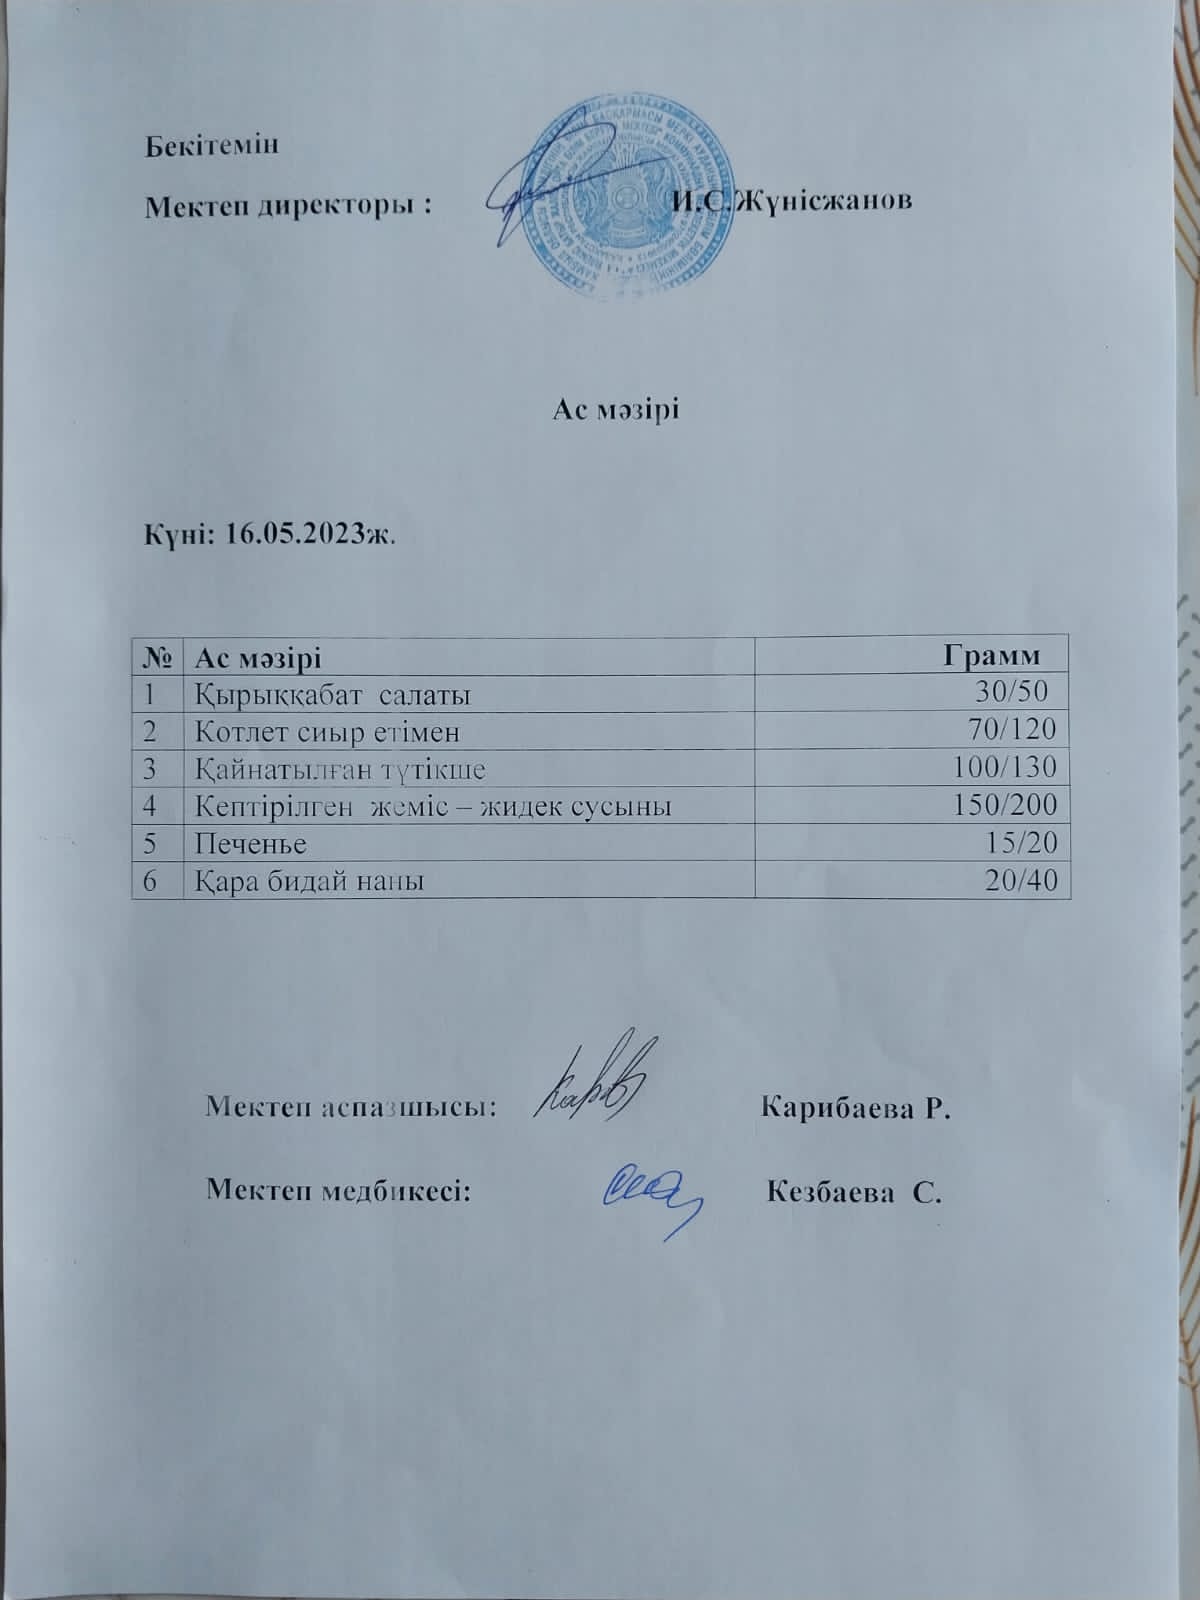 Бекітемін
Мектеп директоры : И.С.Жүнісжанов
Ас мәзірі
Күні: 16.05.2023ж.
№ Ас мәзірі Грамм
1 Қырыққабат салаты 30/50
2 Котлет сиыр етімен 70/120
3 Қайнатылған түтікше 100/130
4 Кептірілген жеміс – жидек сусыны 150/200
5 Печенье 15/20
6 Қара бидай наны 20/40
Мектеп аспазшысы: Карибаева Р.
Мектеп медбикесі: Кезбаева С.